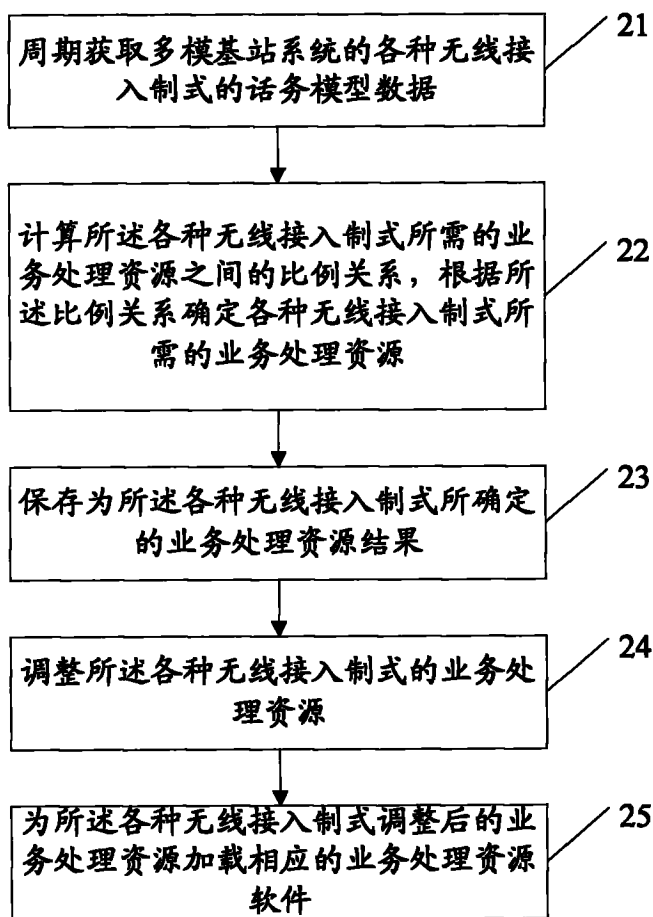 周期获取多模基站系统的各种无线接
入制式的话务模型数据
21
计算所述各种无线接入制式所需的业
务处理资源之间的比例关系，根据所
述比例关系确定各种无线接入制式所
需的业务处理资源
22
保存为所述各种无线接入制式所确定
的业务处理资源结果
23
调整所述各种无线接入制式的业务处
理资源
24
为所述各种无线接入制式调整后的业
务处理资源加载相应的业务处理资源
软件
25